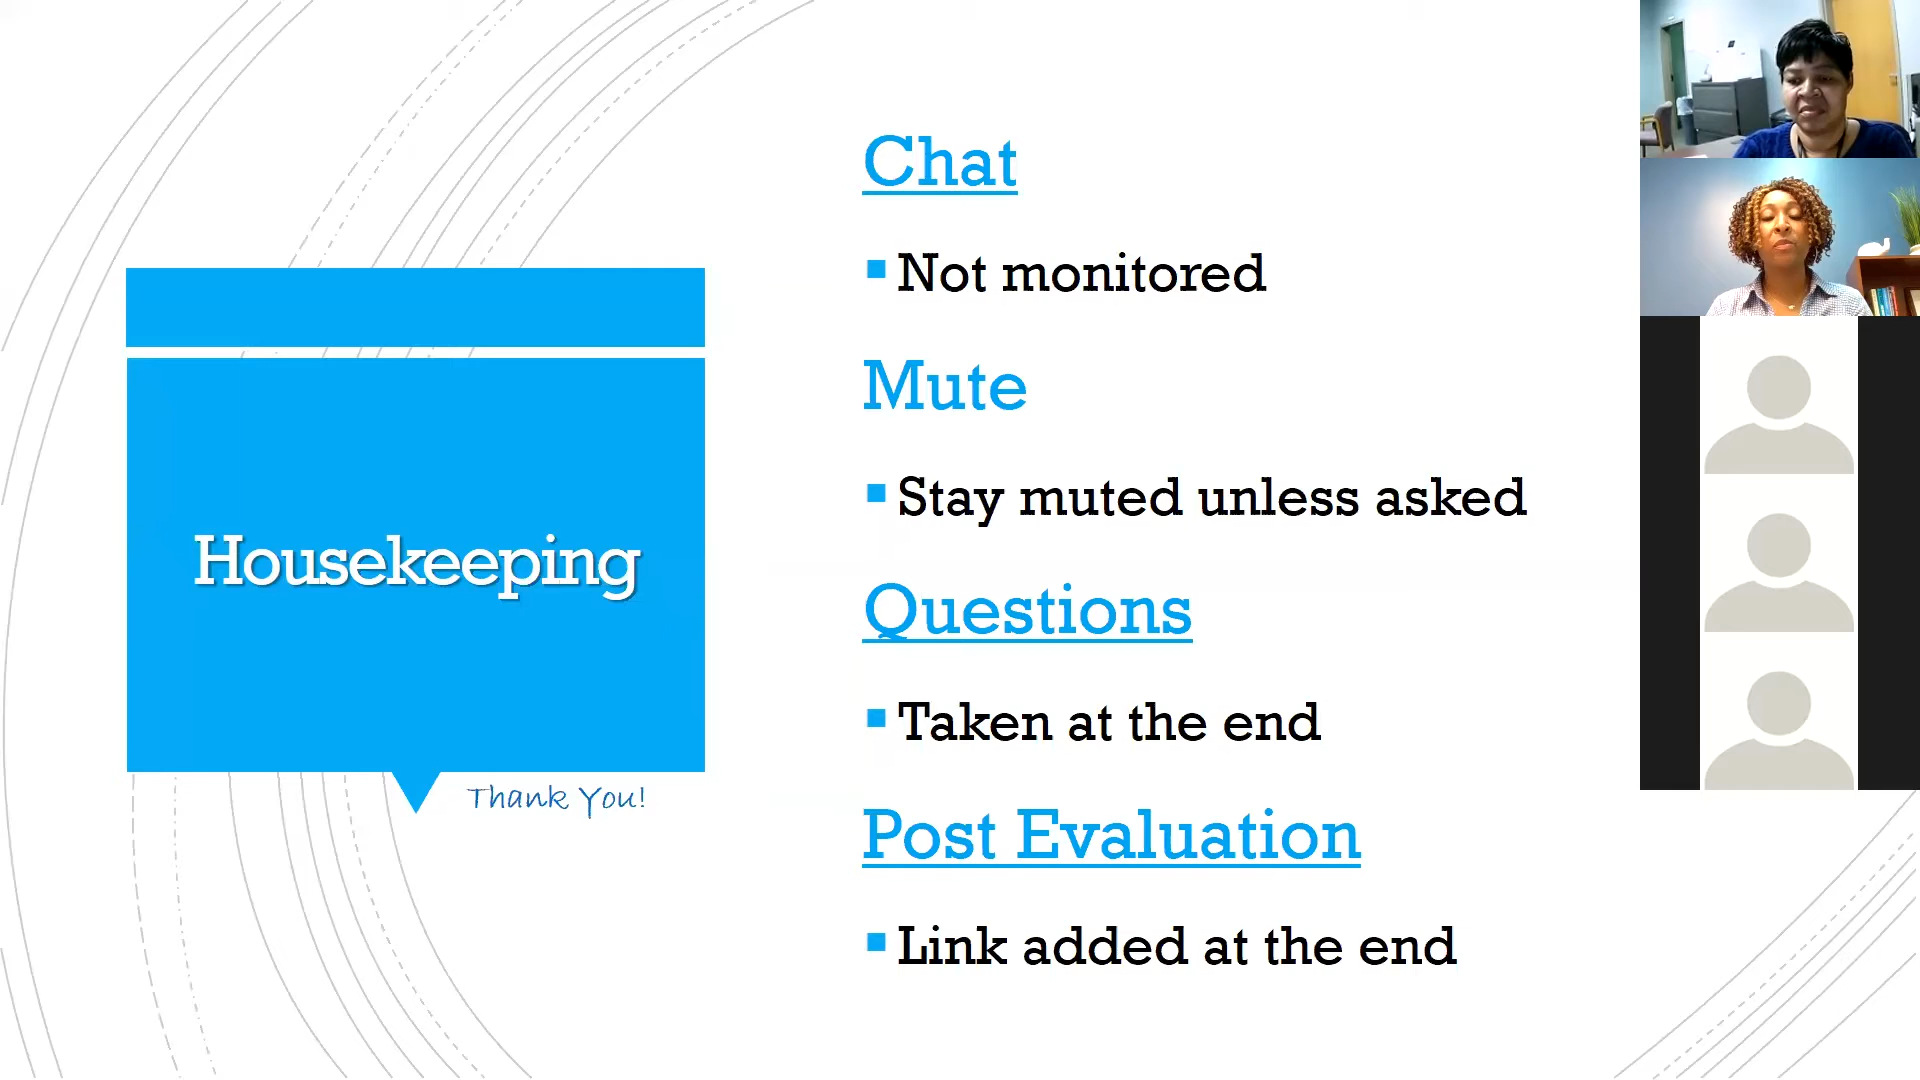 Housekeeping
Thank You!
Chat
Not monitored
Mute
Stay muted unless asked
Questions
Taken at the end
Post Evaluation
Link added at the end